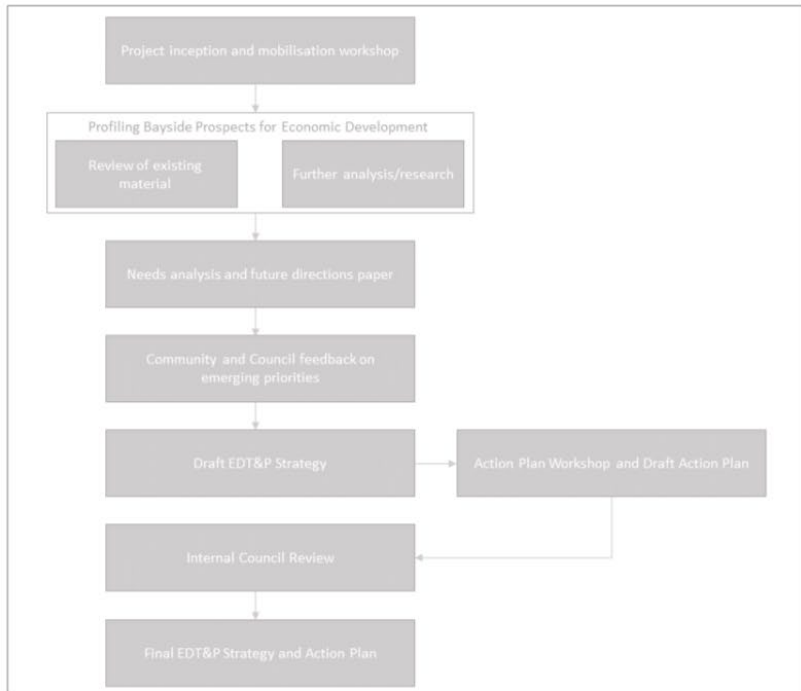 Project inception and mobilisation workshop
Profiling Bayside Prospects for Economic Development
Review of existing
material
Further analysis/research
Needs analysis and future directions paper
Community and Council feedback on
emerging priorities
Draft EDT&P Strategy
Action Plan Workshop and Draft Action Plan
Internal Council Review
Final EDT&P Strategy and Action Plan